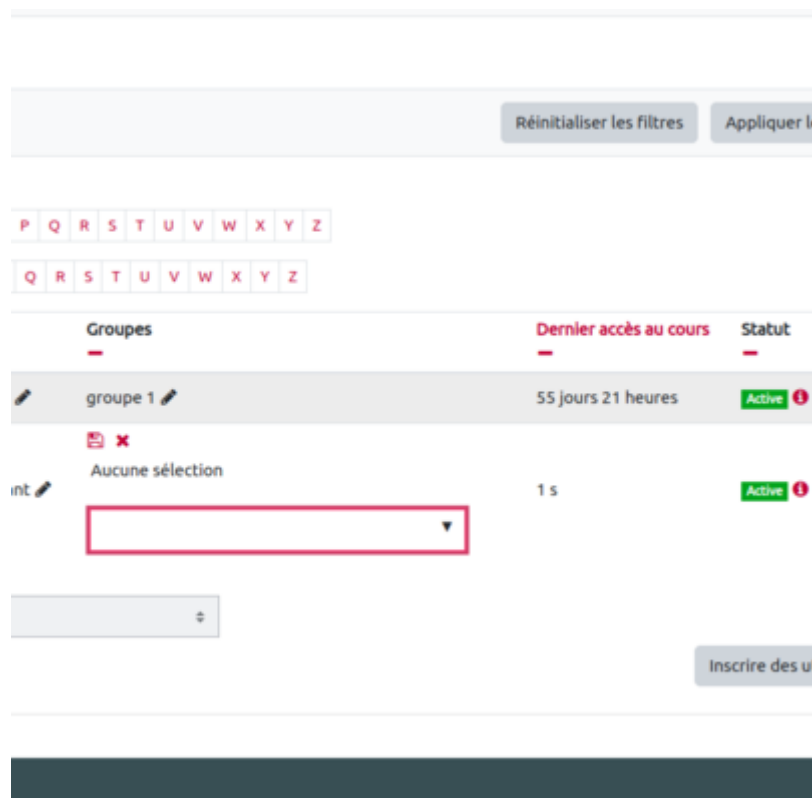 Réinitialiser les filtres Appliquer l
P Q R S T U V W X Y Z
Q R S T U V W X Y Z
Groupes Dernier accès au cours Statut
groupe 1 55 jours 21 heures Active
Aucune sélection
ant 1 s Active
Inscrire des u